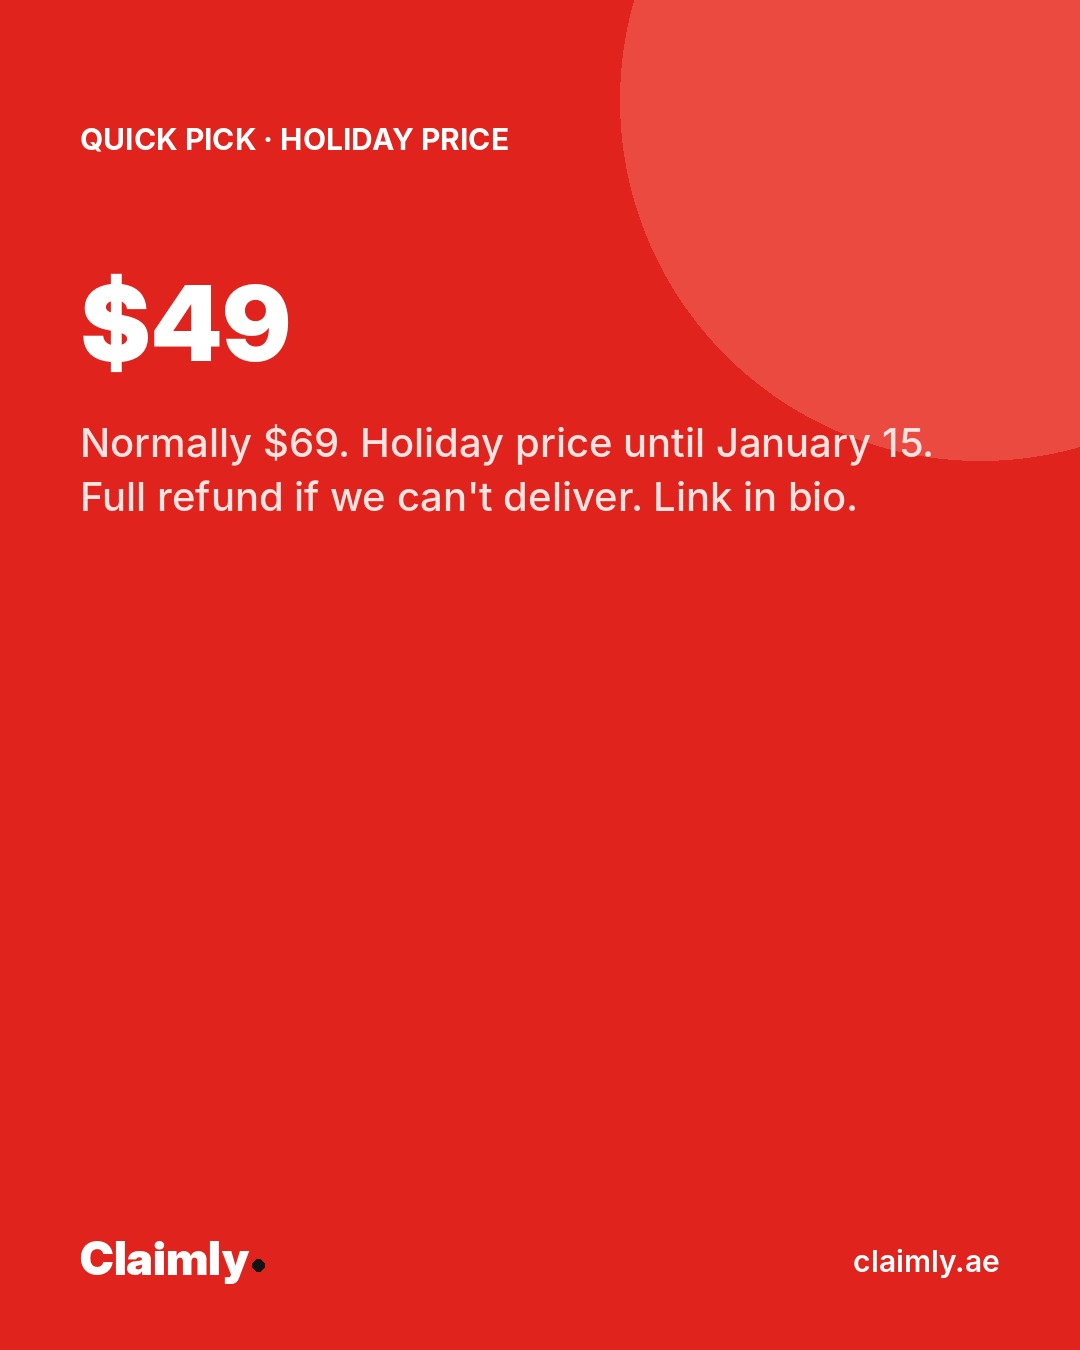 QUICK PICK · HOLIDAY PRICE
$49
Normally $69. Holiday price until January 15.
Full refund if we can't deliver. Link in bio.
Claimly.
claimly.ae